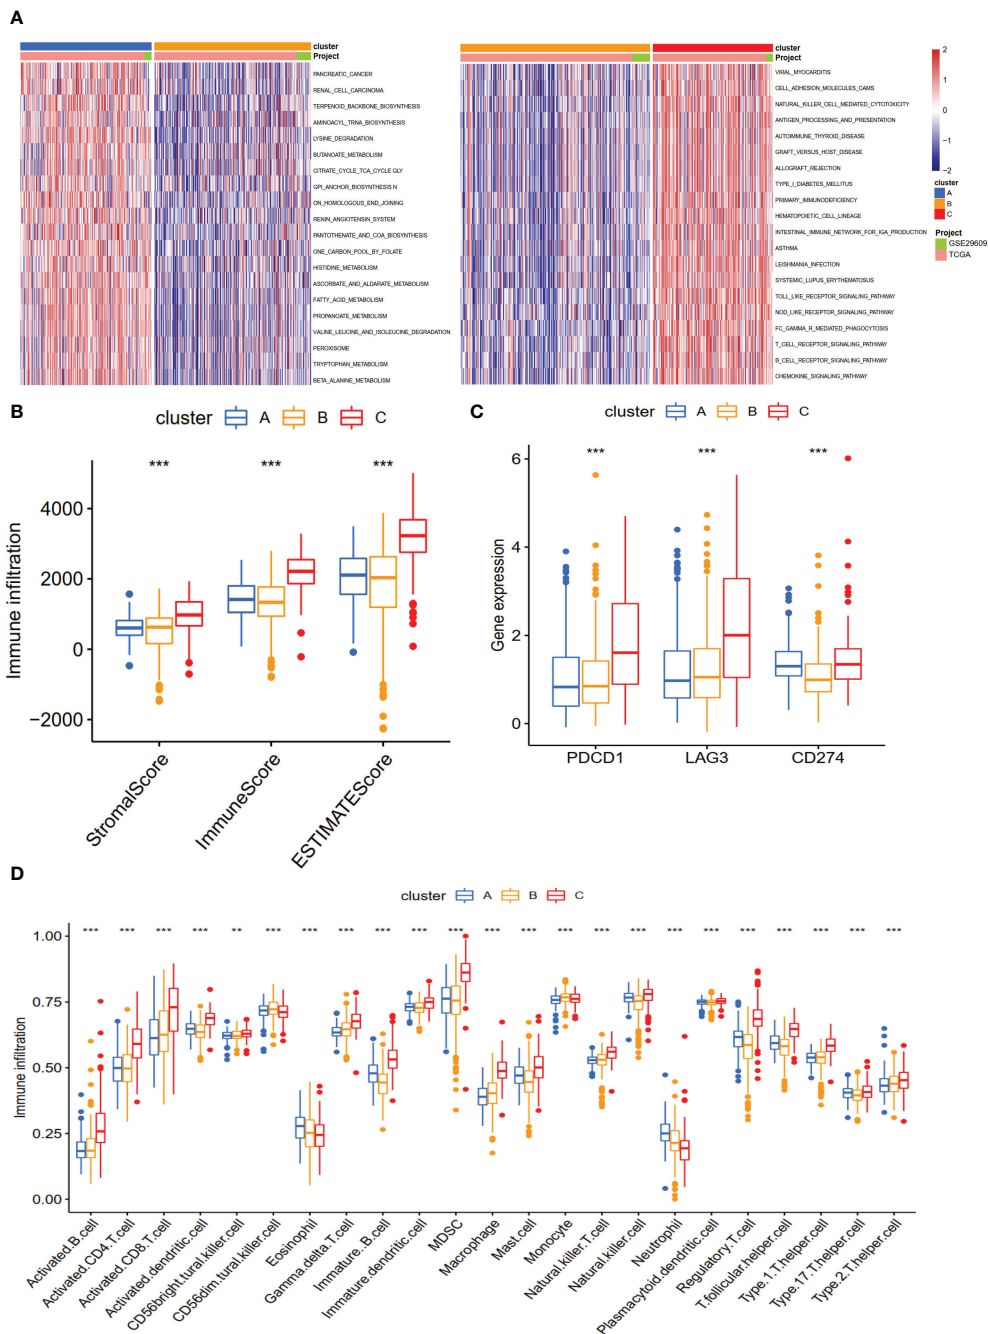 A
cluster
Project
PANCREATIC_CANCER
RENAL_CELL_CARCINOMA
TERPENOID_BACKBONE_BIOSYNTHESIS
AMINOACYL_TRNA_BIOSYNTHESIS
LYSINE_DEGRADATION
BUTANOATE_METABOLISM
CITRATE_CYCLE_TCA_CYCLE GLY
GPI_ANCHOR_BIOSYNTHESIS N
ON_HOMOLOGOUS_END_JOINING
RENIN_ANGIOTENSIN_SYSTEM
PANTOTHENATE_AND_COA_BIOSYNTHESIS
ONE_CARBON_POOL_BY_FOLATE
HISTIDINE_METABOLISM
ASCORBATE_AND_ALDARATE_METABOLISM
FATTY_ACID_METABOLISM
PROPANOATE_METABOLISM
VALINE_LEUCINE_AND_ISOLEUCINE_DEGRADATION
PEROXISOME
TRYPTOPHAN_METABOLISM
BETA_ALANINE_METABOLISM
cluster
Project
VIRAL_MYOCARDITIS
CELL_ADHESION_MOLECULES_CAMS
NATURAL_KILLER_CELL_MEDIATED_CYTOTOXICITY
ANTIGEN_PROCESSING_AND_PRESENTATION
AUTOIMMUNE_THYROID_DISEASE
GRAFT_VERSUS_HOST_DISEASE
ALLOGRAFT_REJECTION
TYPE_I_DIABETES_MELLITUS
PRIMARY_IMMUNODEFICIENCY
HEMATOPOIETIC_CELL_LINEAGE
INTESTINAL_IMMUNE_NETWORK_FOR_IGA_PRODUCTION
ASTHMA
LEISHMANIA_INFECTION
SYSTEMIC_LUPUS_ERYTHEMATOSUS
TOLL_LIKE_RECEPTOR_SIGNALING_PATHWAY
NOD_LIKE_RECEPTOR_SIGNALING_PATHWAY
FC_GAMMA_R_MEDIATED_PHAGOCYTOSIS
T_CELL_RECEPTOR_SIGNALING_PATHWAY
B_CELL_RECEPTOR_SIGNALING_PATHWAY
CHEMOKINE_SIGNALING_PATHWAY
2
1
0
−1
−2
cluster
A
B
C
Project
GSE29609
TCGA
B
cluster A B C
*** *** ***
Immune infiltration
4000
2000
0
−2000
StromalScore
ImmuneScore
ESTIMATEScore
C
cluster A B C
*** *** ***
Gene expression
6
4
2
0
PDCD1 LAG3 CD274
D
cluster A B C
*** *** *** *** ** *** *** *** *** *** *** *** *** *** *** *** *** *** *** *** *** *** ***
Immune infiltration
1.00
0.75
0.50
0.25
0.00
Activated.B.cell
Activated.CD4.T.cell
Activated.CD8.T.cell
Activated.dendritic.cell
CD56bright.tural.killer.cell
CD56dim.tural.killer.cell
Eosinophil
Gamma.delta.T.cell
Immature..B.cell
Immature.dendritic.cell
MDSC
Macrophage
Mast.cell
Monocyte
Natural.killer.T.cell
Natural.killer.cell
Neutrophil
Plasmacytoid.dendritic.cell
Regulatory.T.cell
T.follicular.helper.cell
Type.1.T.helper.cell
Type.17.T.helper.cell
Type.2.T.helper.cell